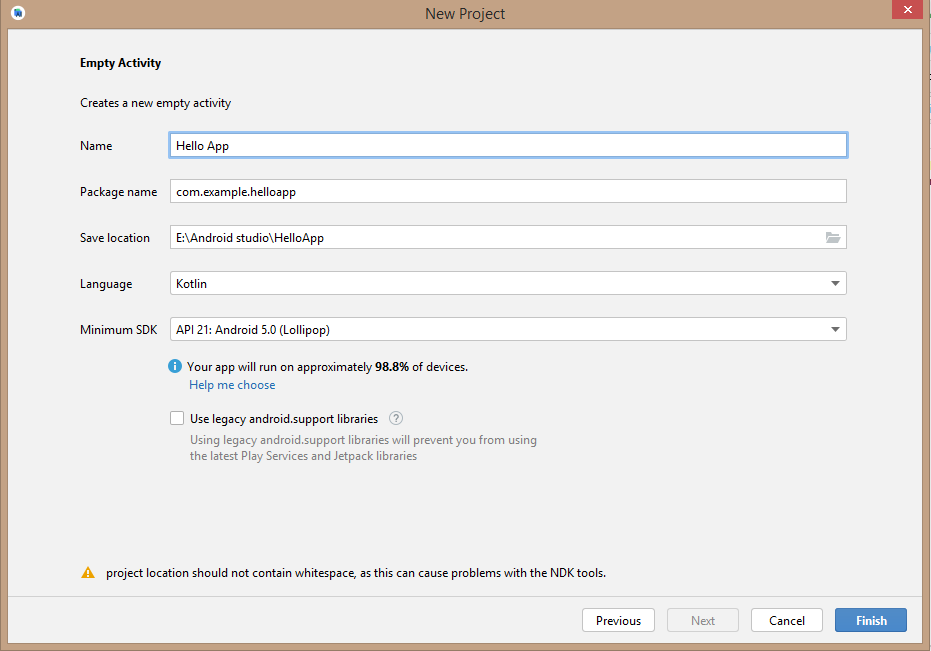 New Project
Empty Activity
Creates a new empty activity
Name Hello App
Package name com.example.helloapp
Save location E:\Android studio\HelloApp
Language Kotlin
Minimum SDK API 21: Android 5.0 (Lollipop)
Your app will run on approximately 98.8% of devices.
Help me choose
Use legacy android.support libraries ?
Using legacy android.support libraries will prevent you from using
the latest Play Services and Jetpack libraries
project location should not contain whitespace, as this can cause problems with the NDK tools.
Previous Next Cancel Finish